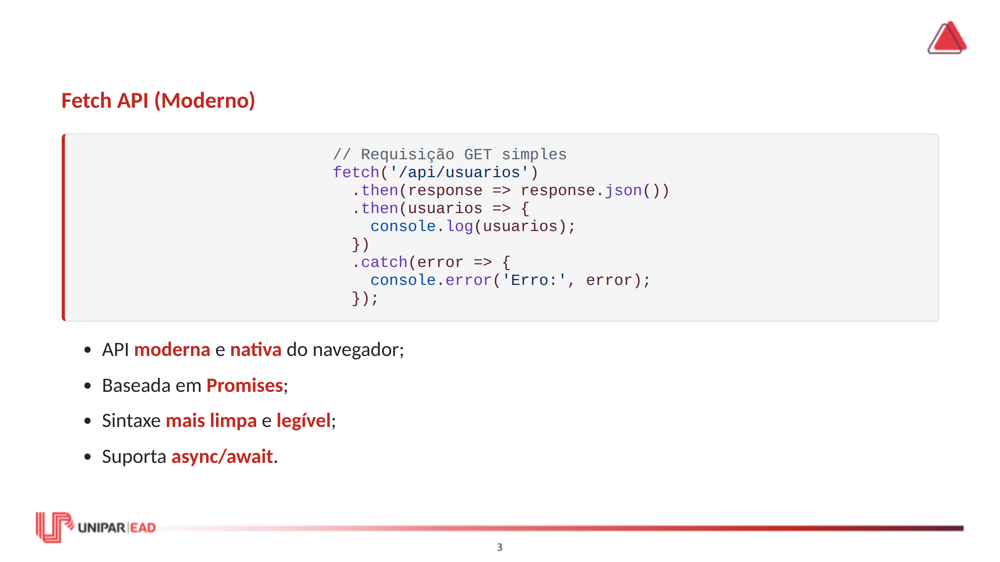 Fetch API (Moderno)
// Requisição GET simples
fetch('/api/usuarios')
  .then(response => response.json())
  .then(usuarios => {
    console.log(usuarios);
  })
  .catch(error => {
    console.error('Erro:', error);
  });
• API moderna e nativa do navegador;
• Baseada em Promises;
• Sintaxe mais limpa e legível;
• Suporta async/await.
UNIPAR|EAD
3